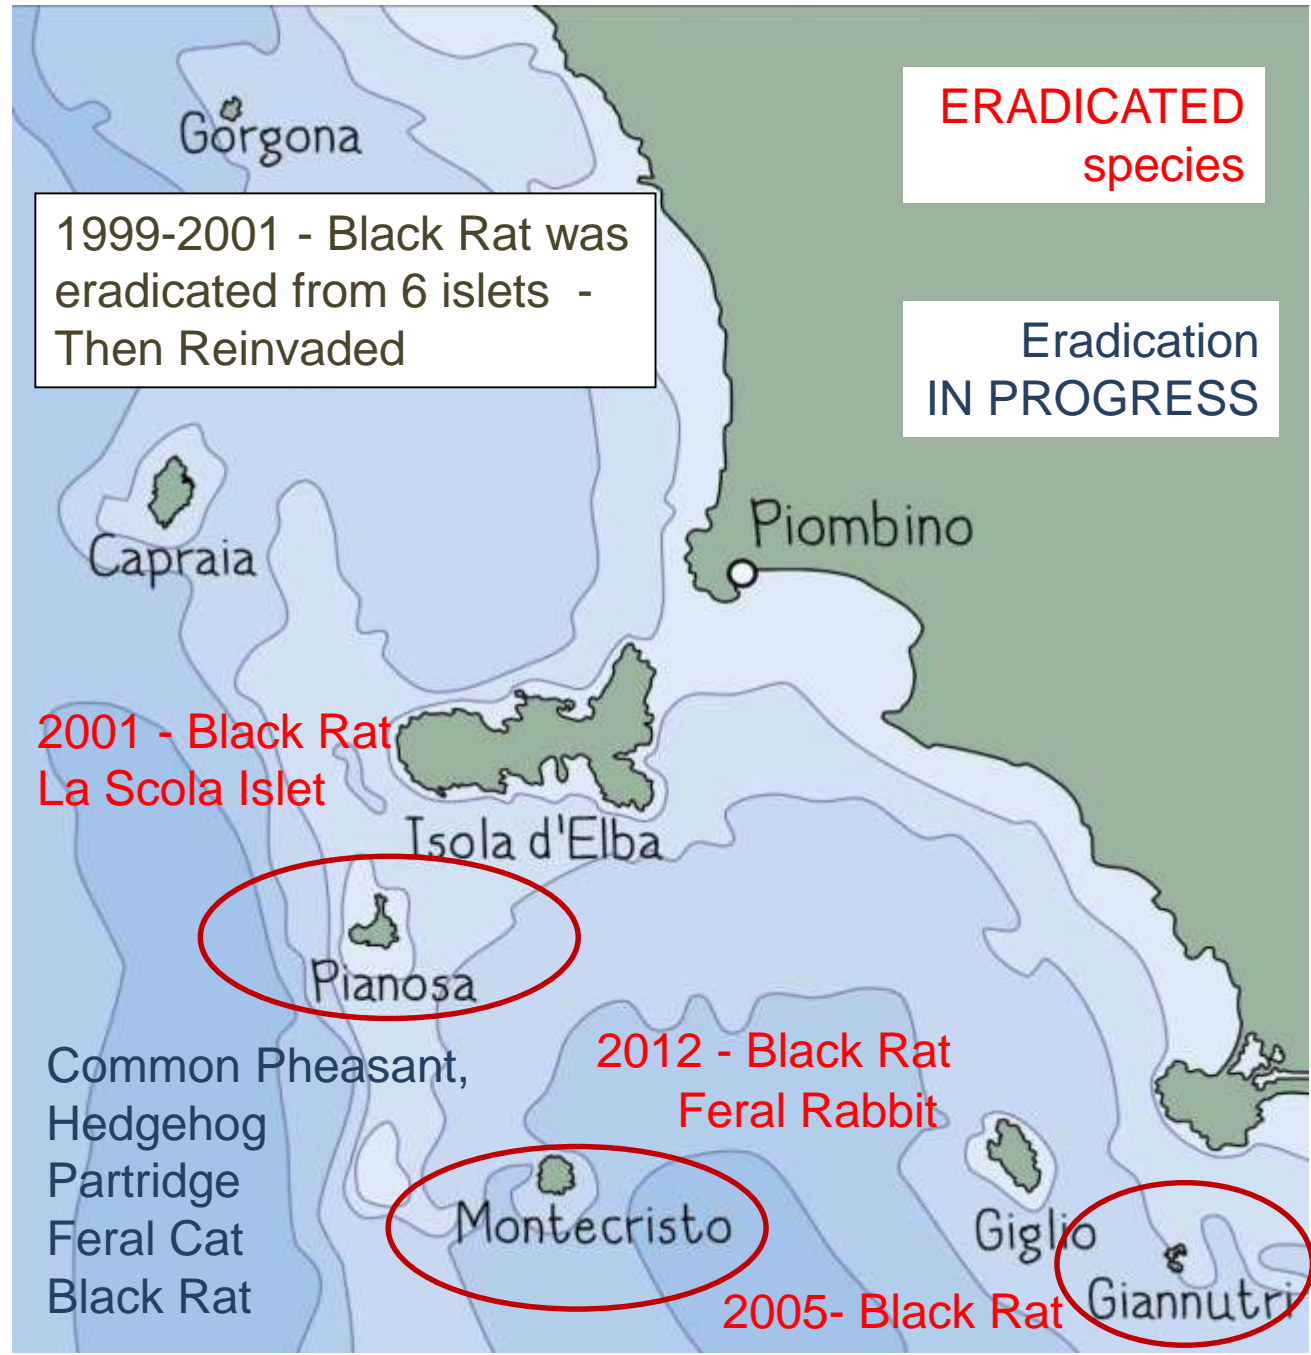 Gorgona
ERADICATED
species
1999-2001 - Black Rat was
eradicated from 6 islets -
Then Reinvaded
Eradication
IN PROGRESS
Capraia
Piombino
2001 - Black Rat
La Scola Islet
Isola d'Elba
Pianosa
Common Pheasant,
Hedgehog
Partridge
Feral Cat
Black Rat
2012 - Black Rat
Feral Rabbit
Montecristo
Giglio
2005- Black Rat
Giannutri